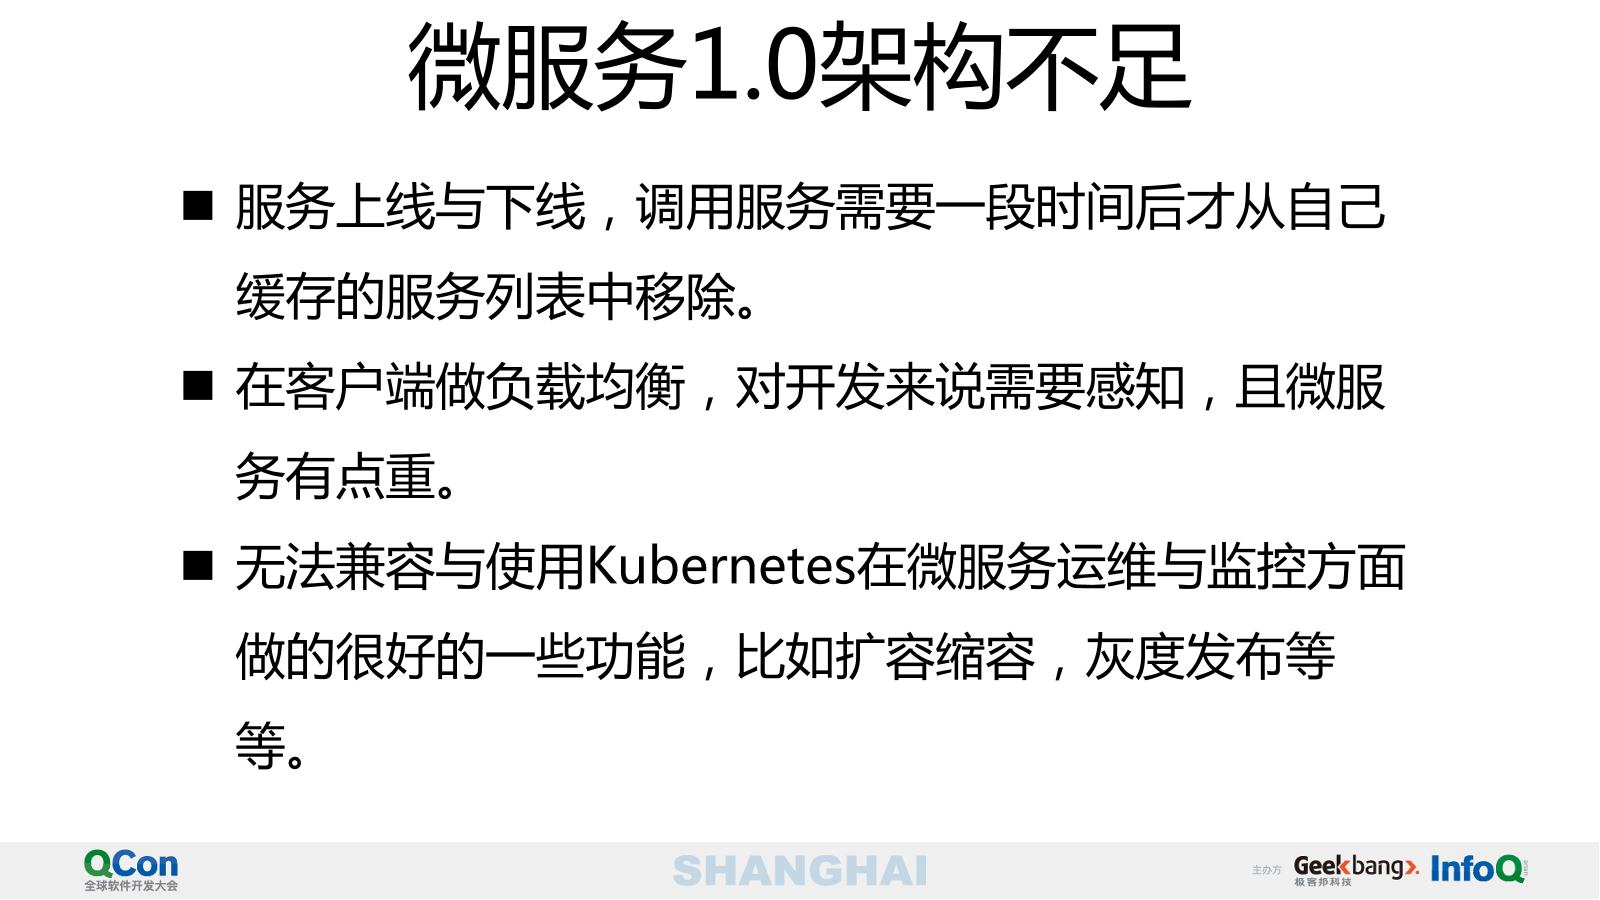 微服务1.0架构不足
■ 服务上线与下线，调用服务需要一段时间后才从自己
缓存的服务列表中移除。
■ 在客户端做负载均衡，对开发来说需要感知，且微服
务有点重。
■ 无法兼容与使用Kubernetes在微服务运维与监控方面
做的很好的一些功能，比如扩容缩容，灰度发布等
等。
QCon
全球软件开发大会
SHANGHAI
主办方
Geekbang
极客邦科技
InfoQ